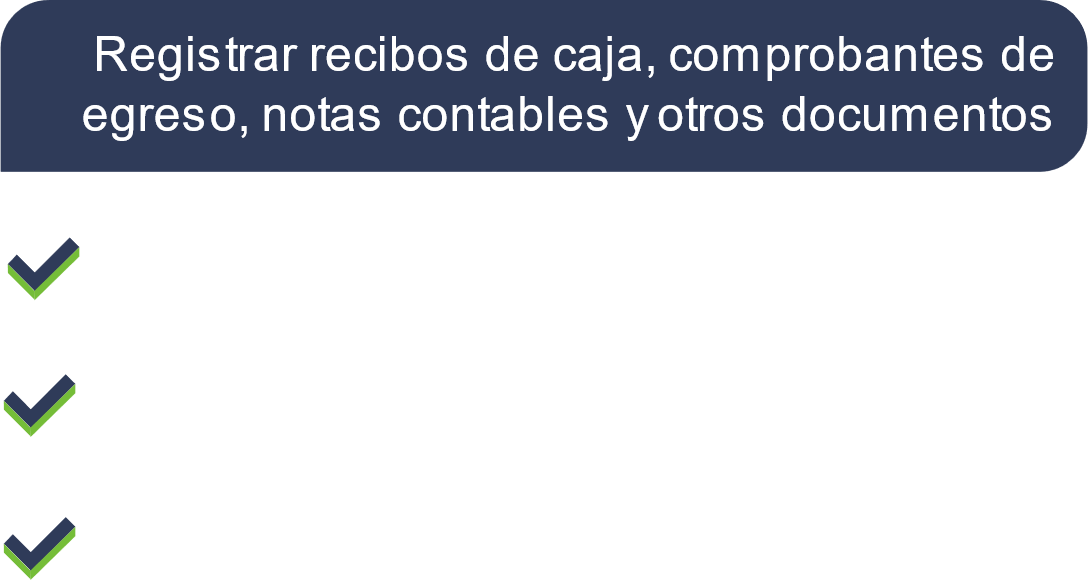 Registrar recibos de caja, comprobantes de
egreso, notas contables y otros documentos